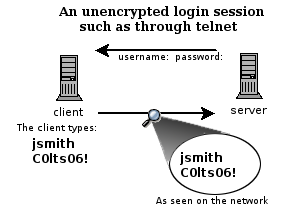 An unencrypted login session
such as through telnet
username: password:
client
server
The client types:
jsmith
C0lts06!
jsmith
C0lts06!
As seen on the network